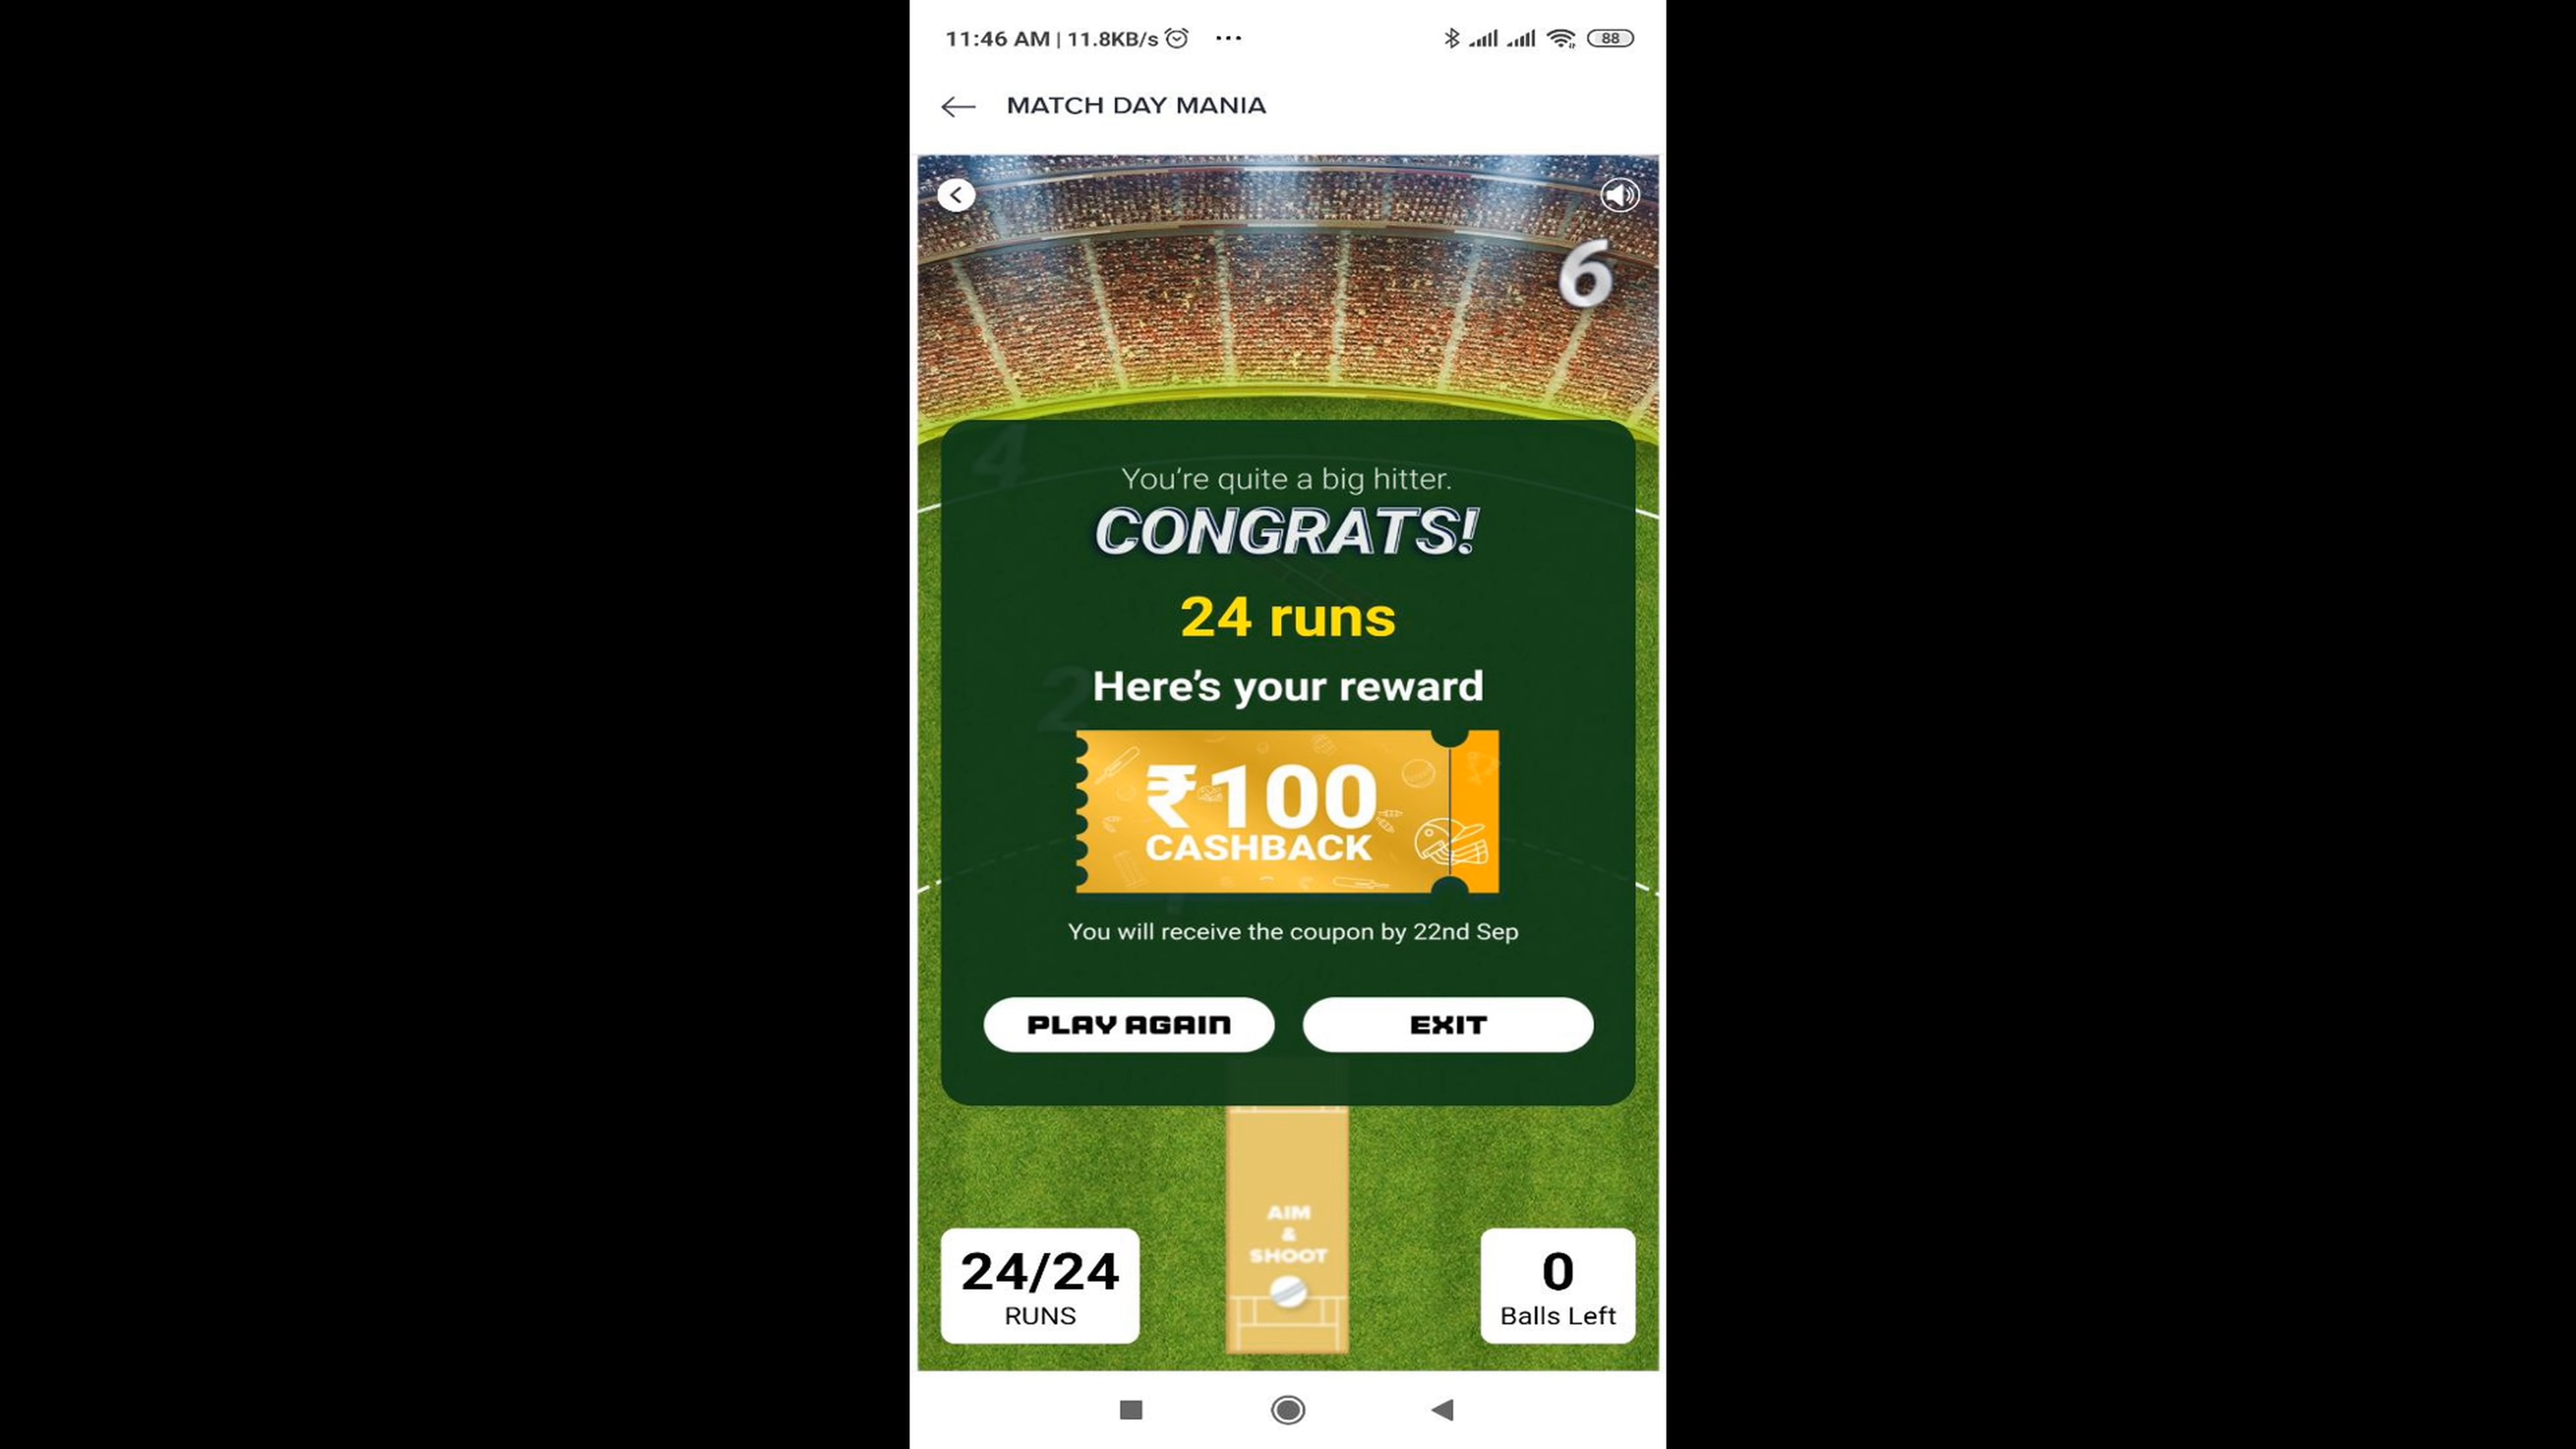 11:46 AM | 11.8KB/s ...
88
MATCH DAY MANIA
6
4
You're quite a big hitter.
CONGRATS!
24 runs
2
Here's your reward
₹100
CASHBACK
You will receive the coupon by 22nd Sep
PLAY AGAIN
EXIT
AIM
&
SHOOT
24/24
RUNS
0
Balls Left